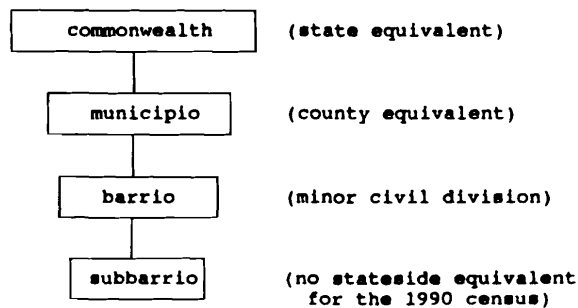 commonwealth (state equivalent)
municipio (county equivalent)
barrio (minor civil division)
subbarrio (no stateside equivalent
for the 1990 census)